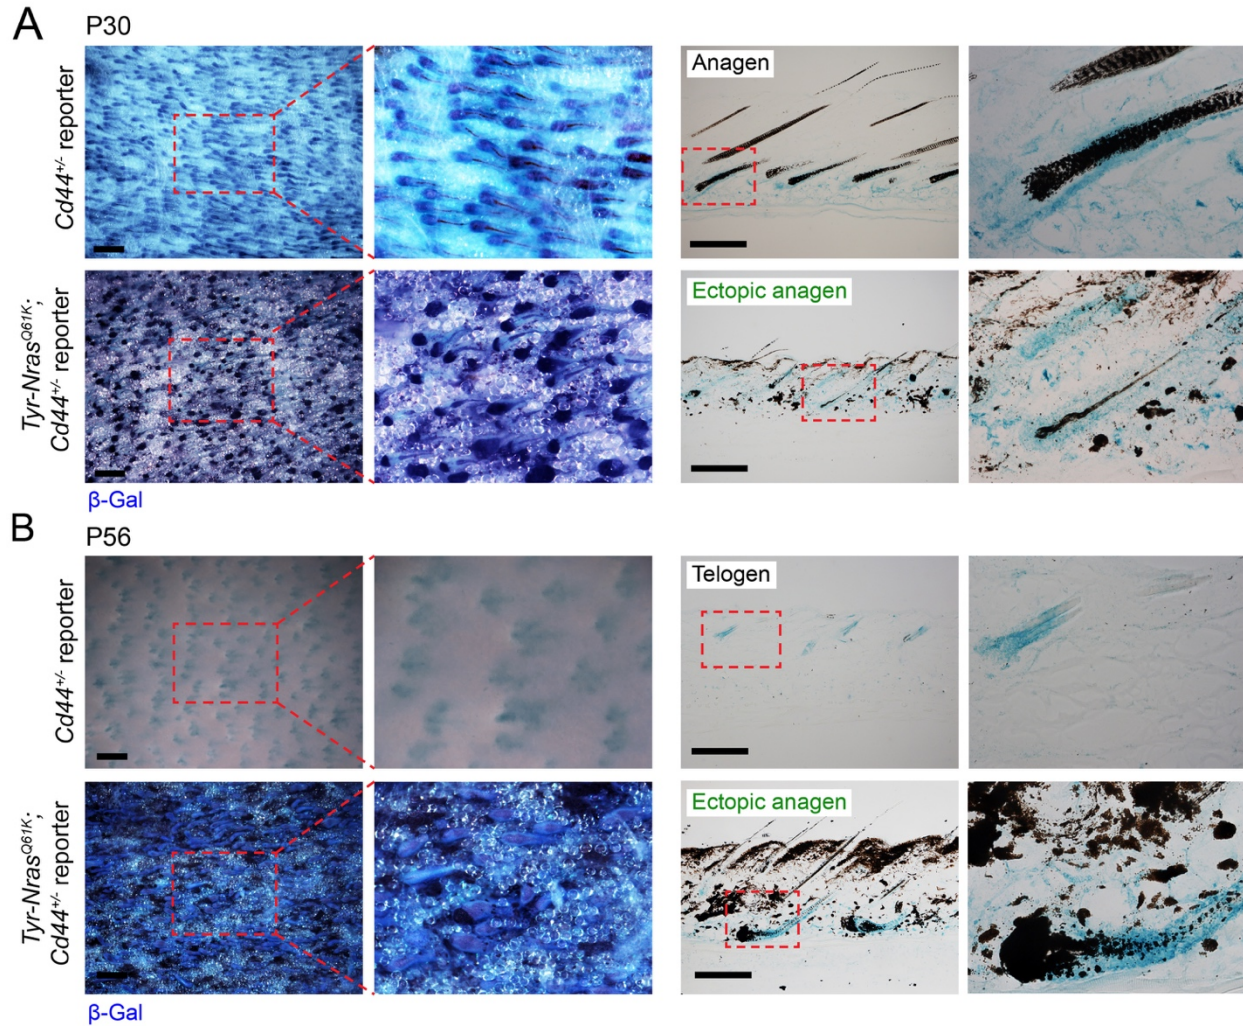 A
P30
Cd44+/- reporter
Anagen
Tyr-NrasQ61K;
Cd44+/- reporter
Ectopic anagen
β-Gal
B
P56
Cd44+/- reporter
Telogen
Tyr-NrasQ61K;
Cd44+/- reporter
Ectopic anagen
β-Gal